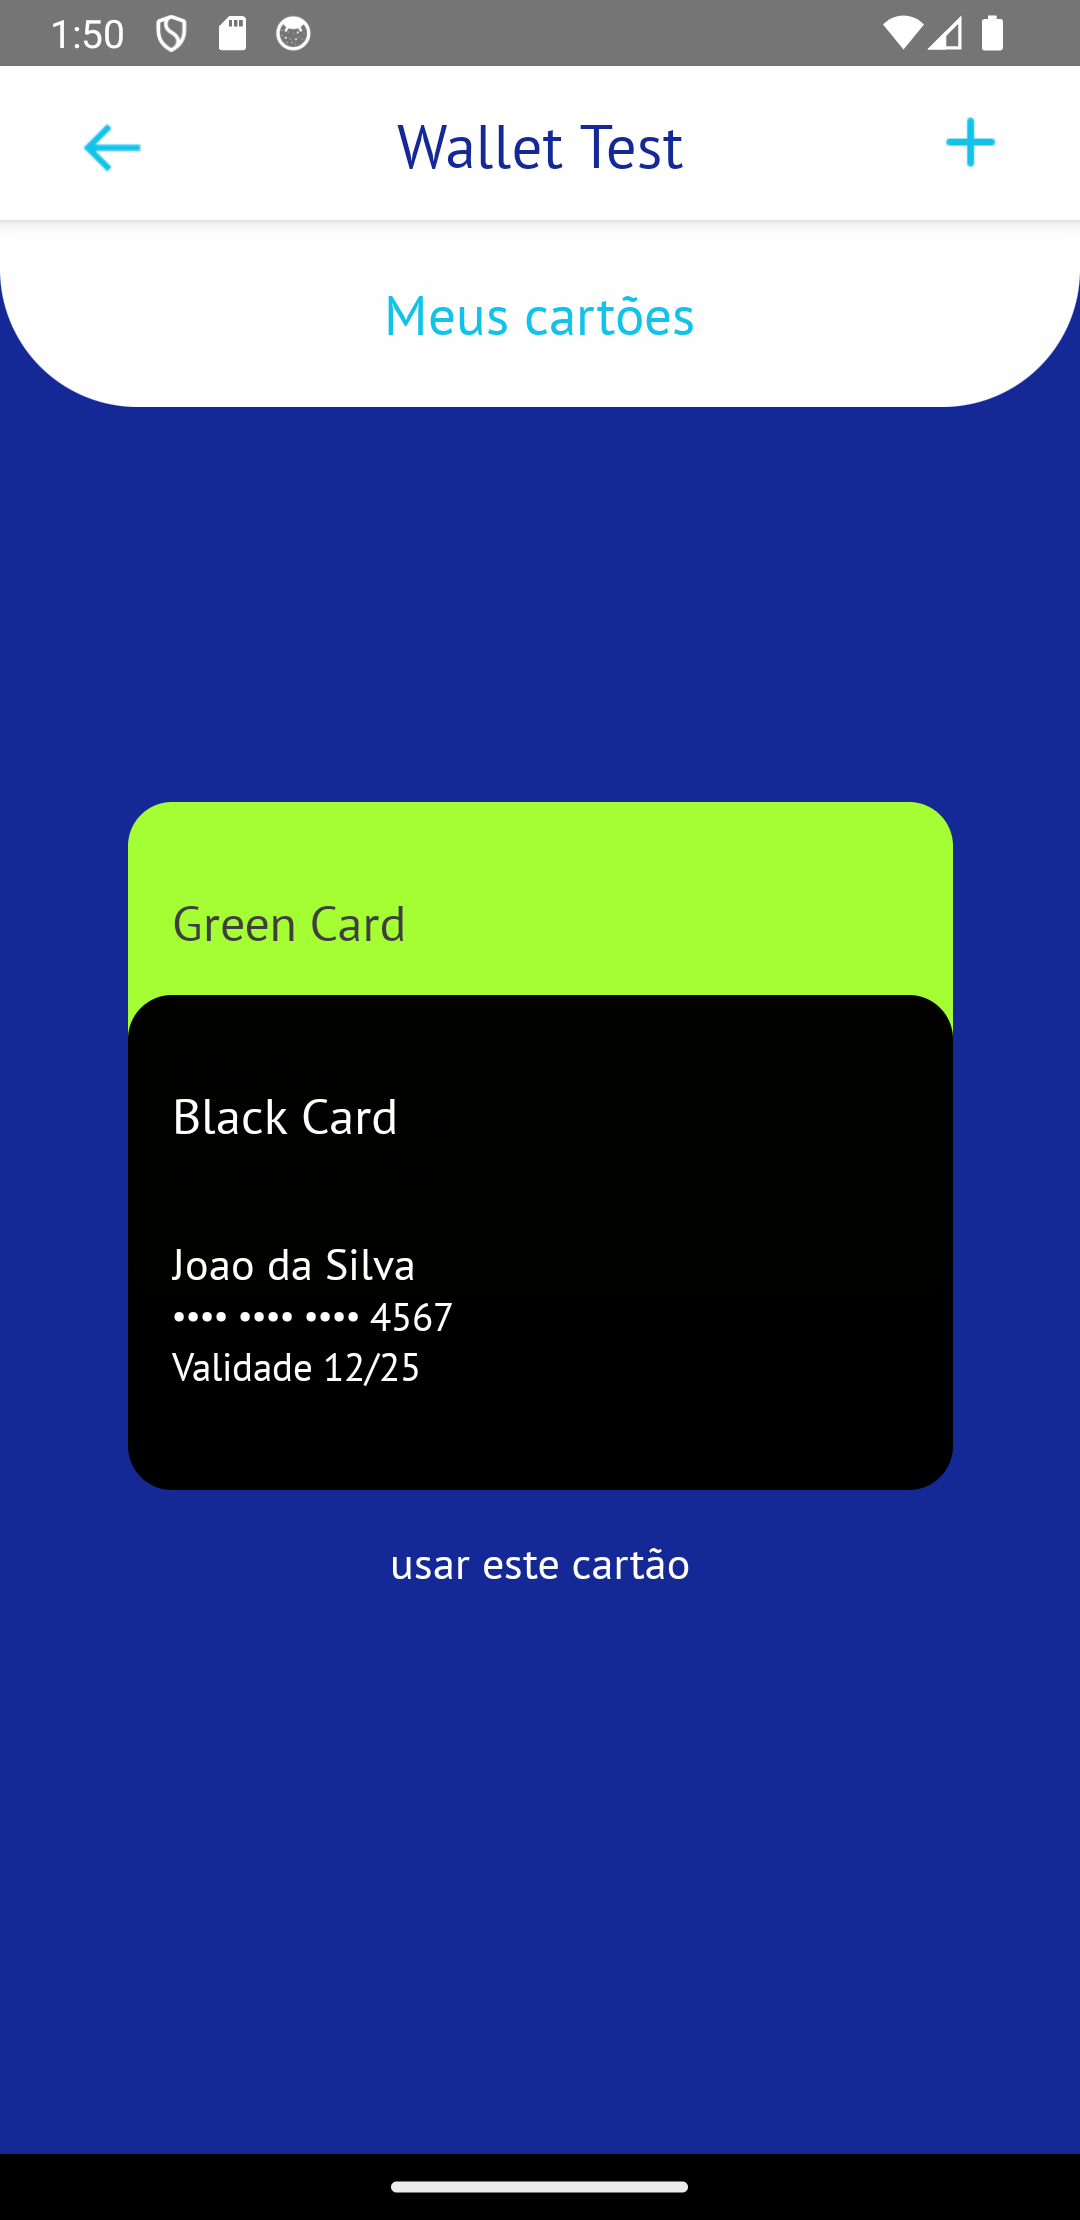 1:50
Wallet Test
Meus cartões
Green Card
Black Card
Joao da Silva
•••• •••• •••• 4567
Validade 12/25
usar este cartão